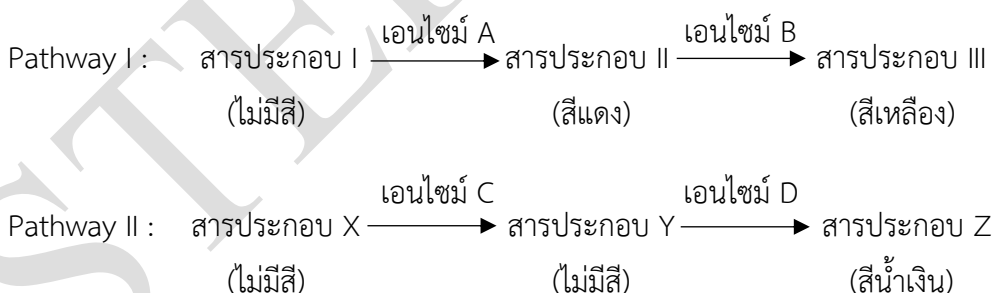 เอนไซม์ A เอนไซม์ B
Pathway I : สารประกอบ I สารประกอบ II สารประกอบ III
(ไม่มีสี) (สีแดง) (สีเหลือง)
เอนไซม์ C เอนไซม์ D
Pathway II : สารประกอบ X สารประกอบ Y สารประกอบ Z
(ไม่มีสี) (ไม่มีสี) (สีน้ำเงิน)